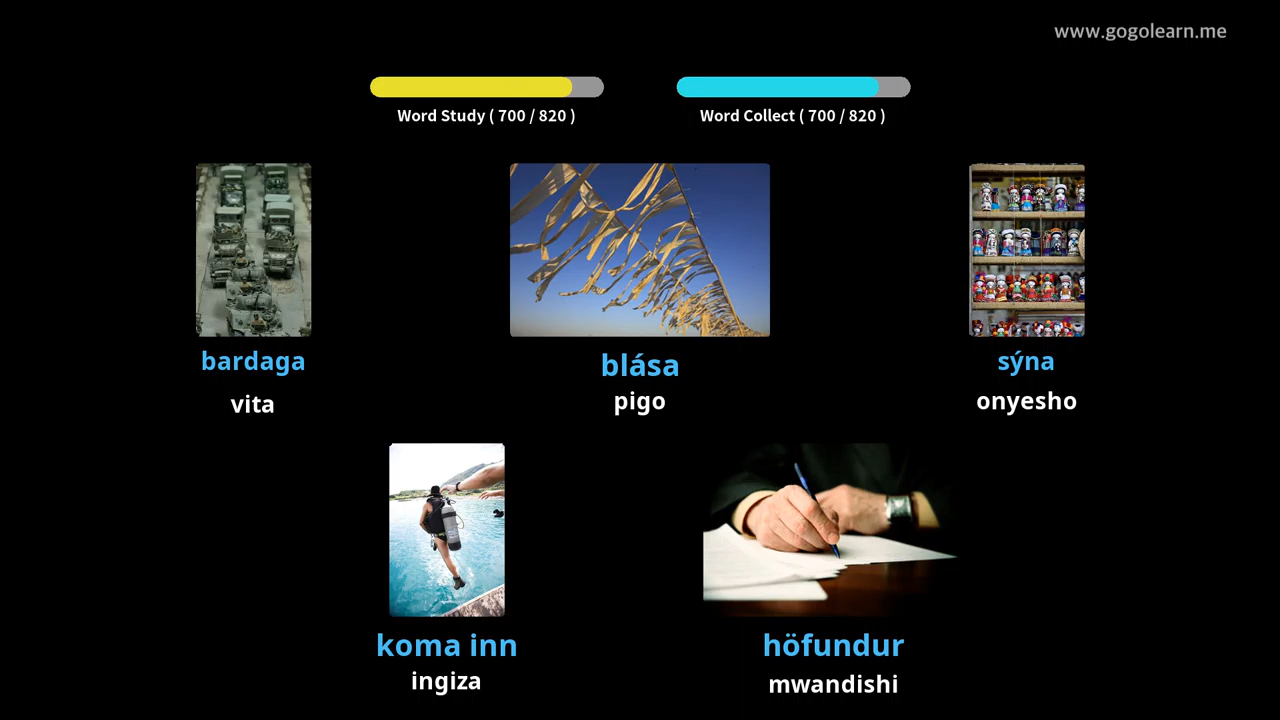 www.gogolearn.me
Word Study ( 700 / 820 )
Word Collect ( 700 / 820 )
bardaga
vita
blása
pigo
sýna
onyesho
koma inn
ingiza
höfundur
mwandishi